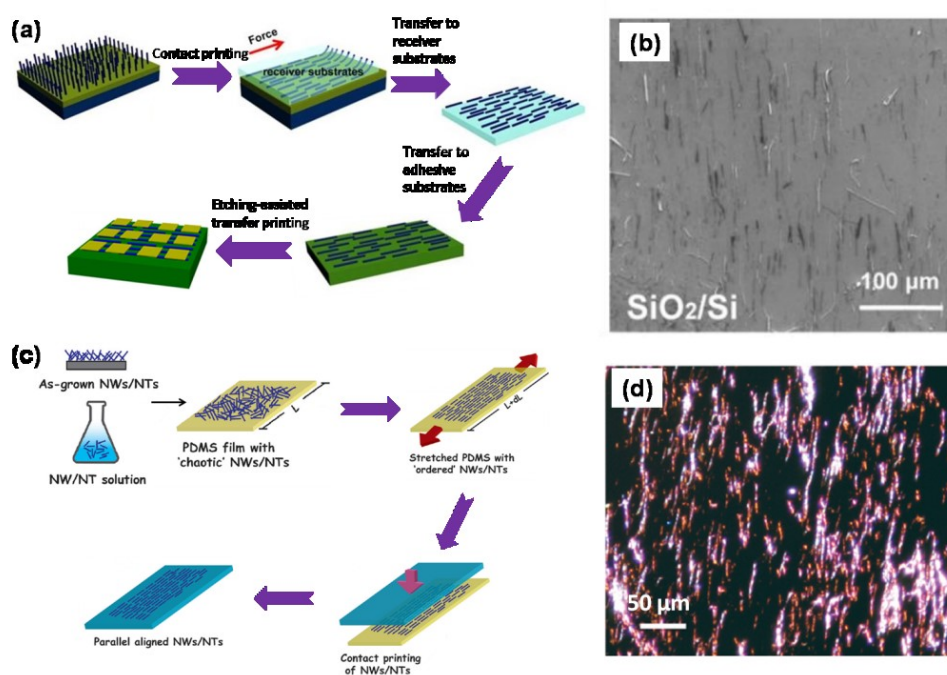 (a)
Contact printing
Force
receiver substrates
Transfer to
receiver
substrates
Transfer to
adhesive
substrates
Etching-assisted
transfer printing
(b)
100 μm
SiO2/Si
(c)
As-grown NWs/NTs
NW/NT solution
L
PDMS film with
'chaotic' NWs/NTs
L+dL
Stretched PDMS with
'ordered' NWs/NTs
Contact printing
of NWs/NTs
Parallel aligned NWs/NTs
(d)
50 μm